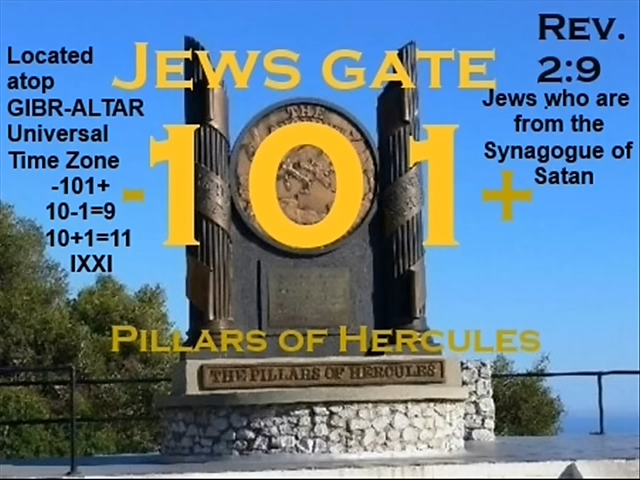 JEWS GATE
-101+
Located
atop
GIBR-ALTAR
Universal
Time Zone
-101+
10-1=9
10+1=11
IXXI
REV.
2:9
Jews who are
from the
Synagogue of
Satan
THE
PILLARS OF HERCULES
THE PILLARS OF HERCULES